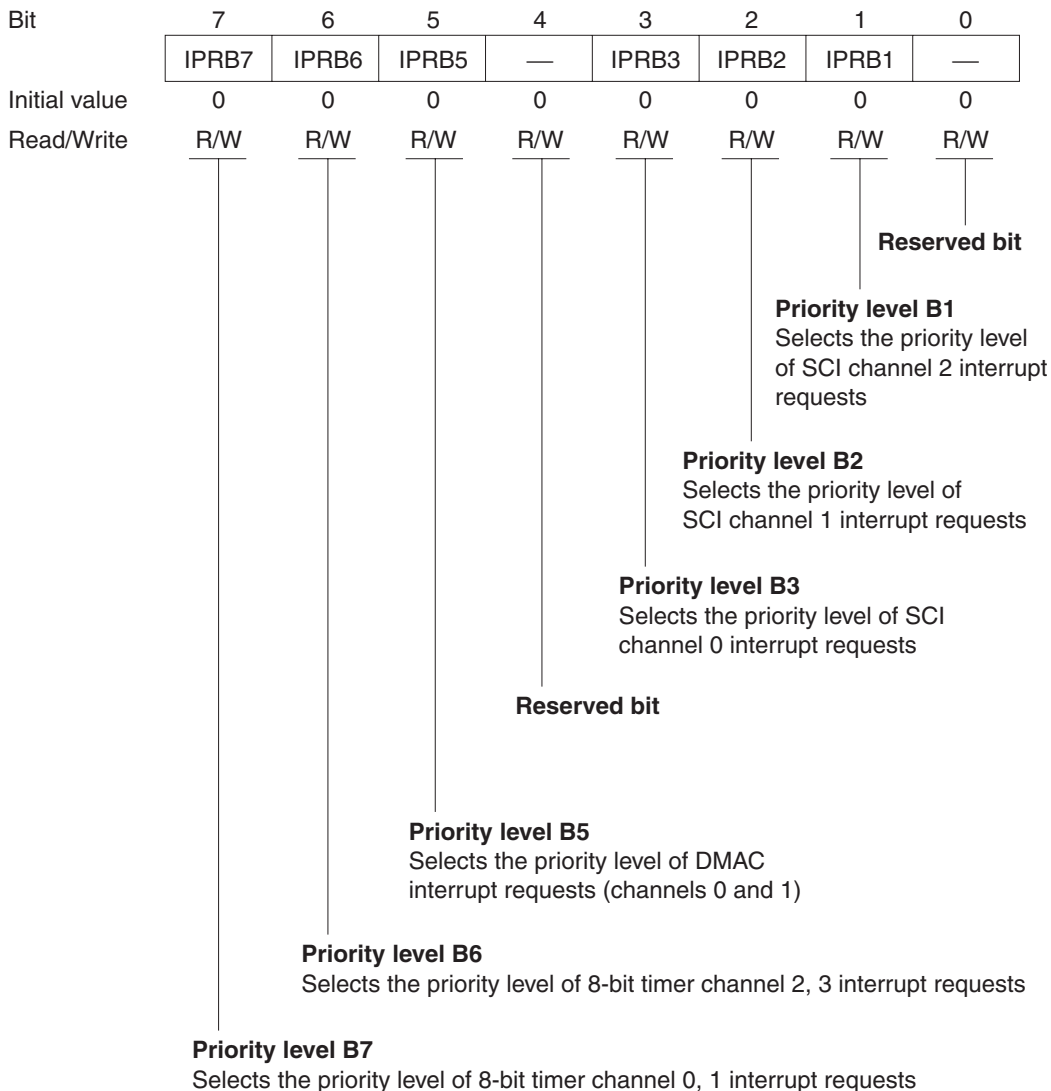 Bit 7 6 5 4 3 2 1 0
IPRB7 IPRB6 IPRB5 — IPRB3 IPRB2 IPRB1 —
Initial value 0 0 0 0 0 0 0 0
Read/Write R/W R/W R/W R/W R/W R/W R/W R/W
Reserved bit
Priority level B1
Selects the priority level
of SCI channel 2 interrupt
requests
Priority level B2
Selects the priority level of
SCI channel 1 interrupt requests
Priority level B3
Selects the priority level of SCI
channel 0 interrupt requests
Reserved bit
Priority level B5
Selects the priority level of DMAC
interrupt requests (channels 0 and 1)
Priority level B6
Selects the priority level of 8-bit timer channel 2, 3 interrupt requests
Priority level B7
Selects the priority level of 8-bit timer channel 0, 1 interrupt requests